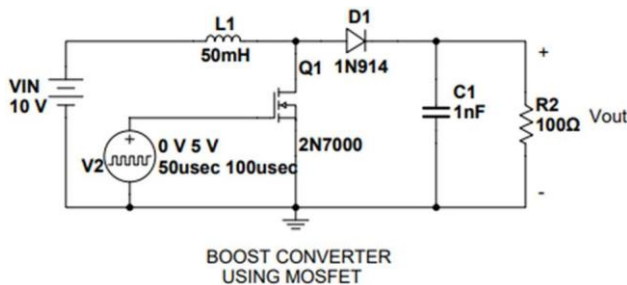 L1
50mH
D1
1N914
VIN
10 V
Q1
2N7000
C1
1nF
+
R2
100Ω
Vout
-
+
V2
0 V 5 V
50usec 100usec
BOOST CONVERTER
USING MOSFET